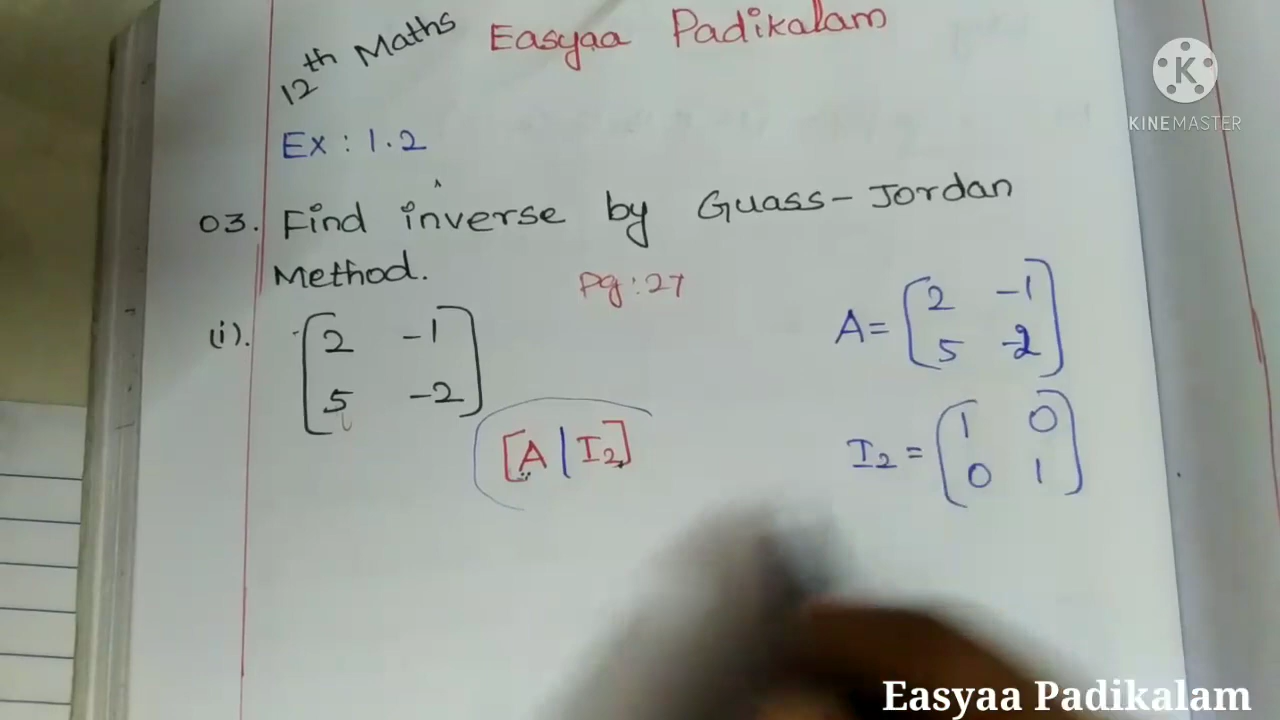 12th Maths Easyaa Padikalam
KINEMASTER
Ex : 1.2
03. Find inverse by Guass-Jordan
Method. Pg:27
(i). [2 -1
5 -2]
[A|I2]
A= [2 -1
5 -2]
I2 = [1 0
0 1]
Easyaa Padikalam